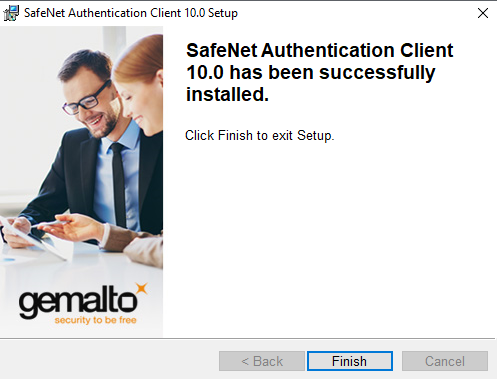 SafeNet Authentication Client 10.0 Setup
SafeNet Authentication Client
10.0 has been successfully
installed.
Click Finish to exit Setup.
gemalto
security to be free
< Back
Finish
Cancel